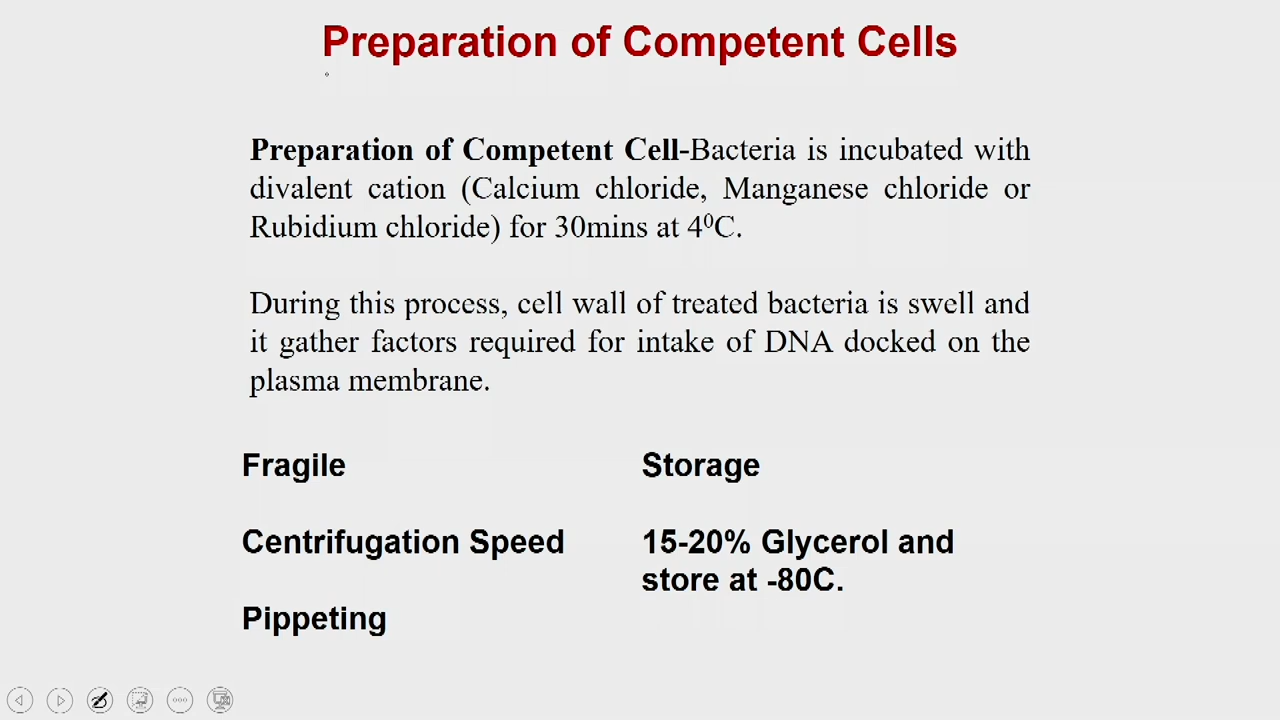 Preparation of Competent Cells
Preparation of Competent Cell-Bacteria is incubated with
divalent cation (Calcium chloride, Manganese chloride or
Rubidium chloride) for 30mins at 4⁰C.
During this process, cell wall of treated bacteria is swell and
it gather factors required for intake of DNA docked on the
plasma membrane.
Fragile
Centrifugation Speed
Pippeting
Storage
15-20% Glycerol and
store at -80C.